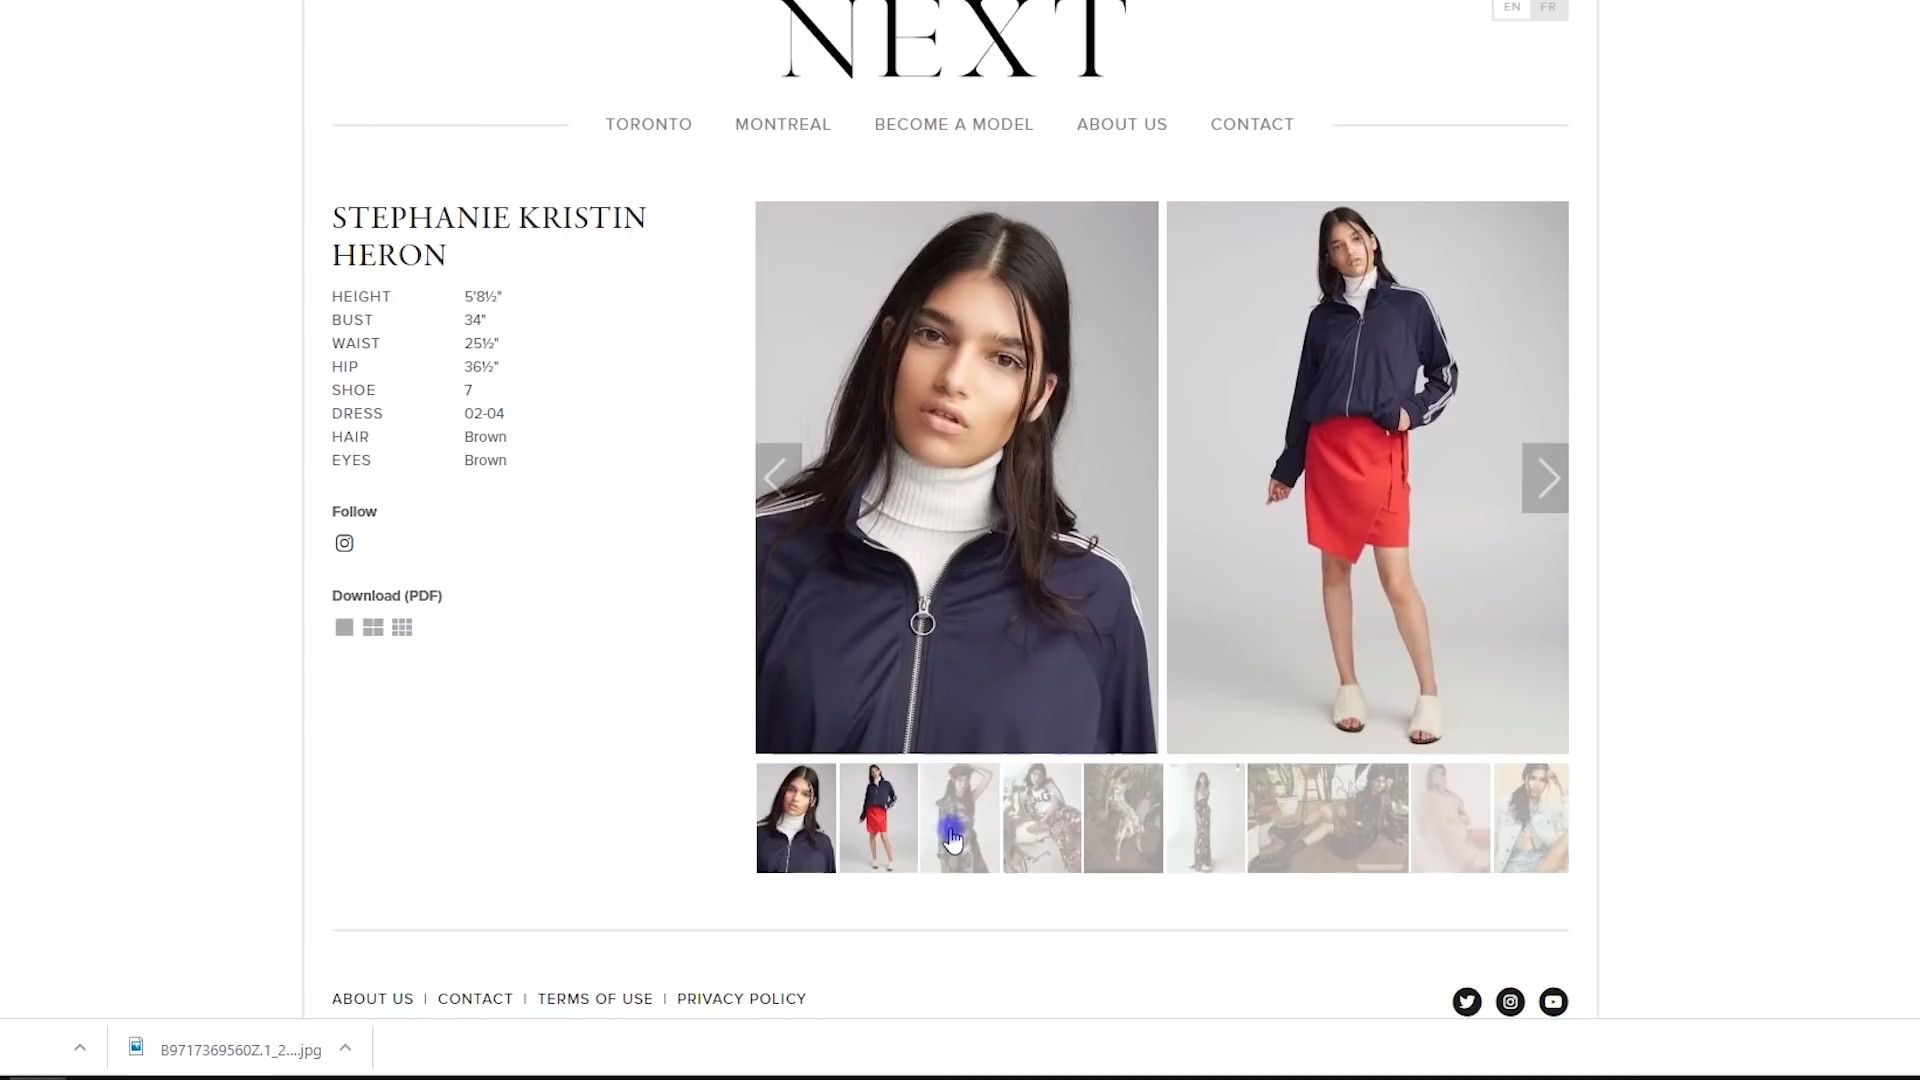 NEXT
EN FR
TORONTO MONTREAL BECOME A MODEL ABOUT US CONTACT
STEPHANIE KRISTIN
HERON
HEIGHT 5'8½"
BUST 34"
WAIST 25½"
HIP 36½"
SHOE 7
DRESS 02-04
HAIR Brown
EYES Brown
Follow
Download (PDF)
ABOUT US | CONTACT | TERMS OF USE | PRIVACY POLICY
B9717369560Z.1_2....jpg